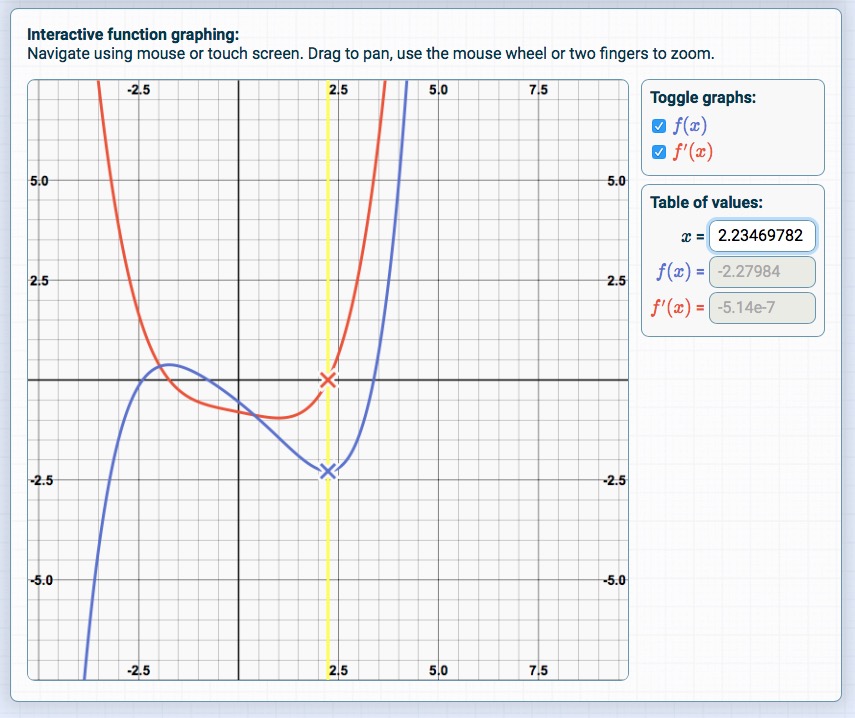 Interactive function graphing:
Navigate using mouse or touch screen. Drag to pan, use the mouse wheel or two fingers to zoom.
-2.5 2.5 5.0 7.5
5.0 5.0
2.5 2.5
-2.5 -2.5
-5.0 -5.0
-2.5 2.5 5.0 7.5
Toggle graphs:
f(x)
f′(x)
Table of values:
x = 2.23469782
f(x) = -2.27984
f′(x) = -5.14e-7